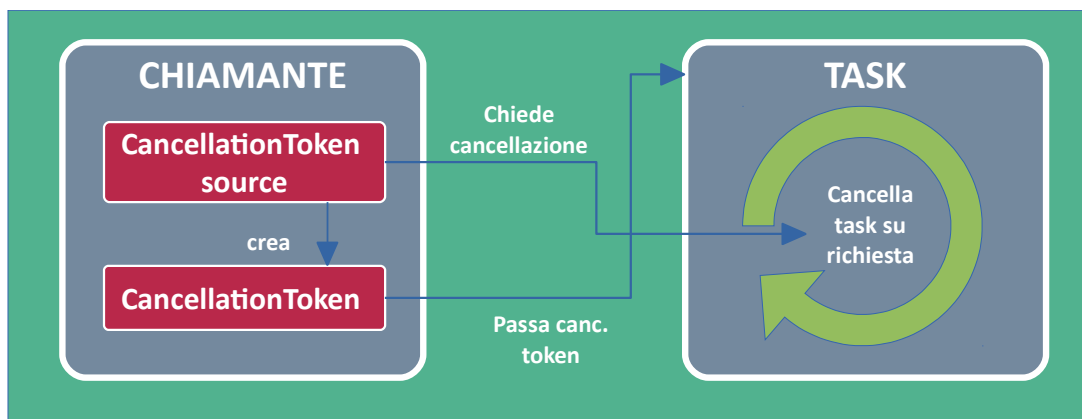 CHIAMANTE
CancellationToken
source
crea
CancellationToken
Chiede
cancellazione
Passa canc.
token
TASK
Cancella
task su
richiesta